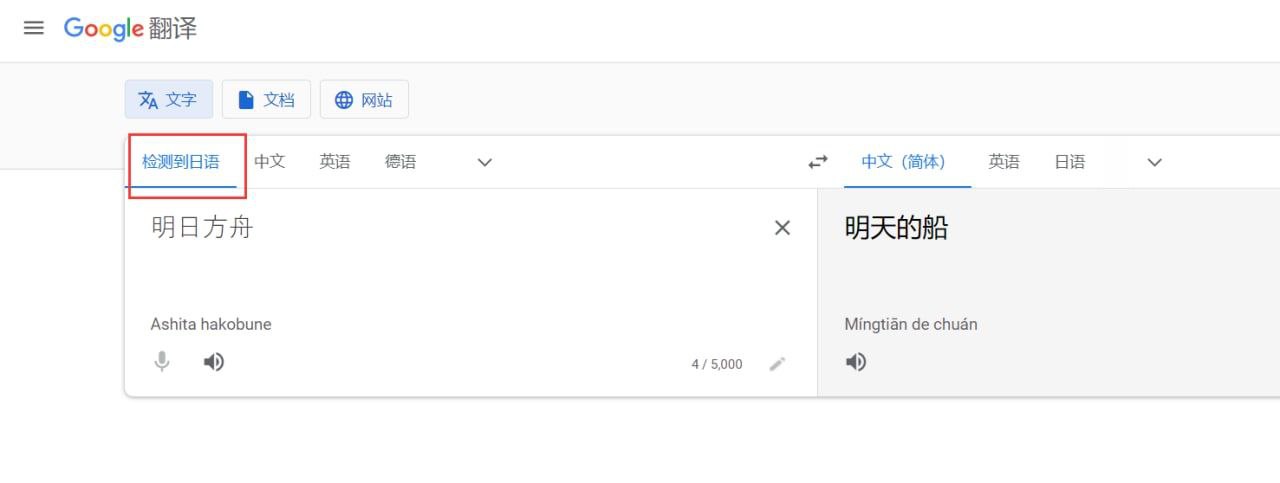 Google 翻译
文字 文档 网站
检测到日语 中文 英语 德语 中文（简体） 英语 日语
明日方舟 明天的船
Ashita hakobune Míngtiān de chuán
4 / 5,000